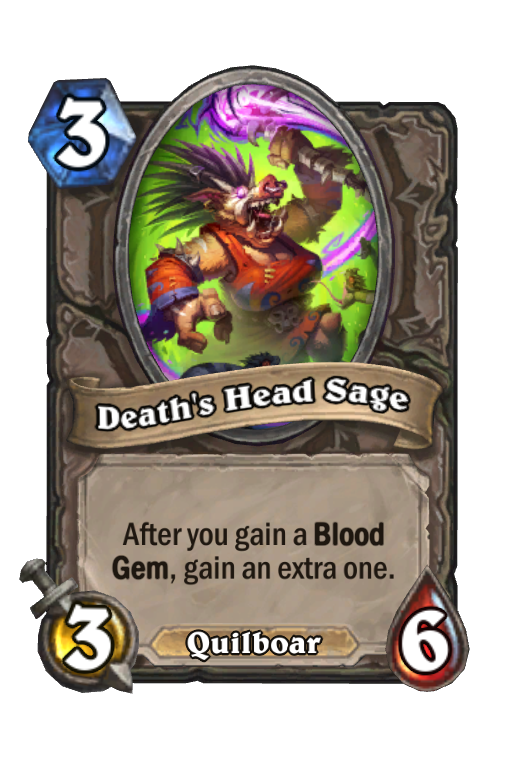 3
Death's Head Sage
After you gain a Blood
Gem, gain an extra one.
3
Quilboar
6